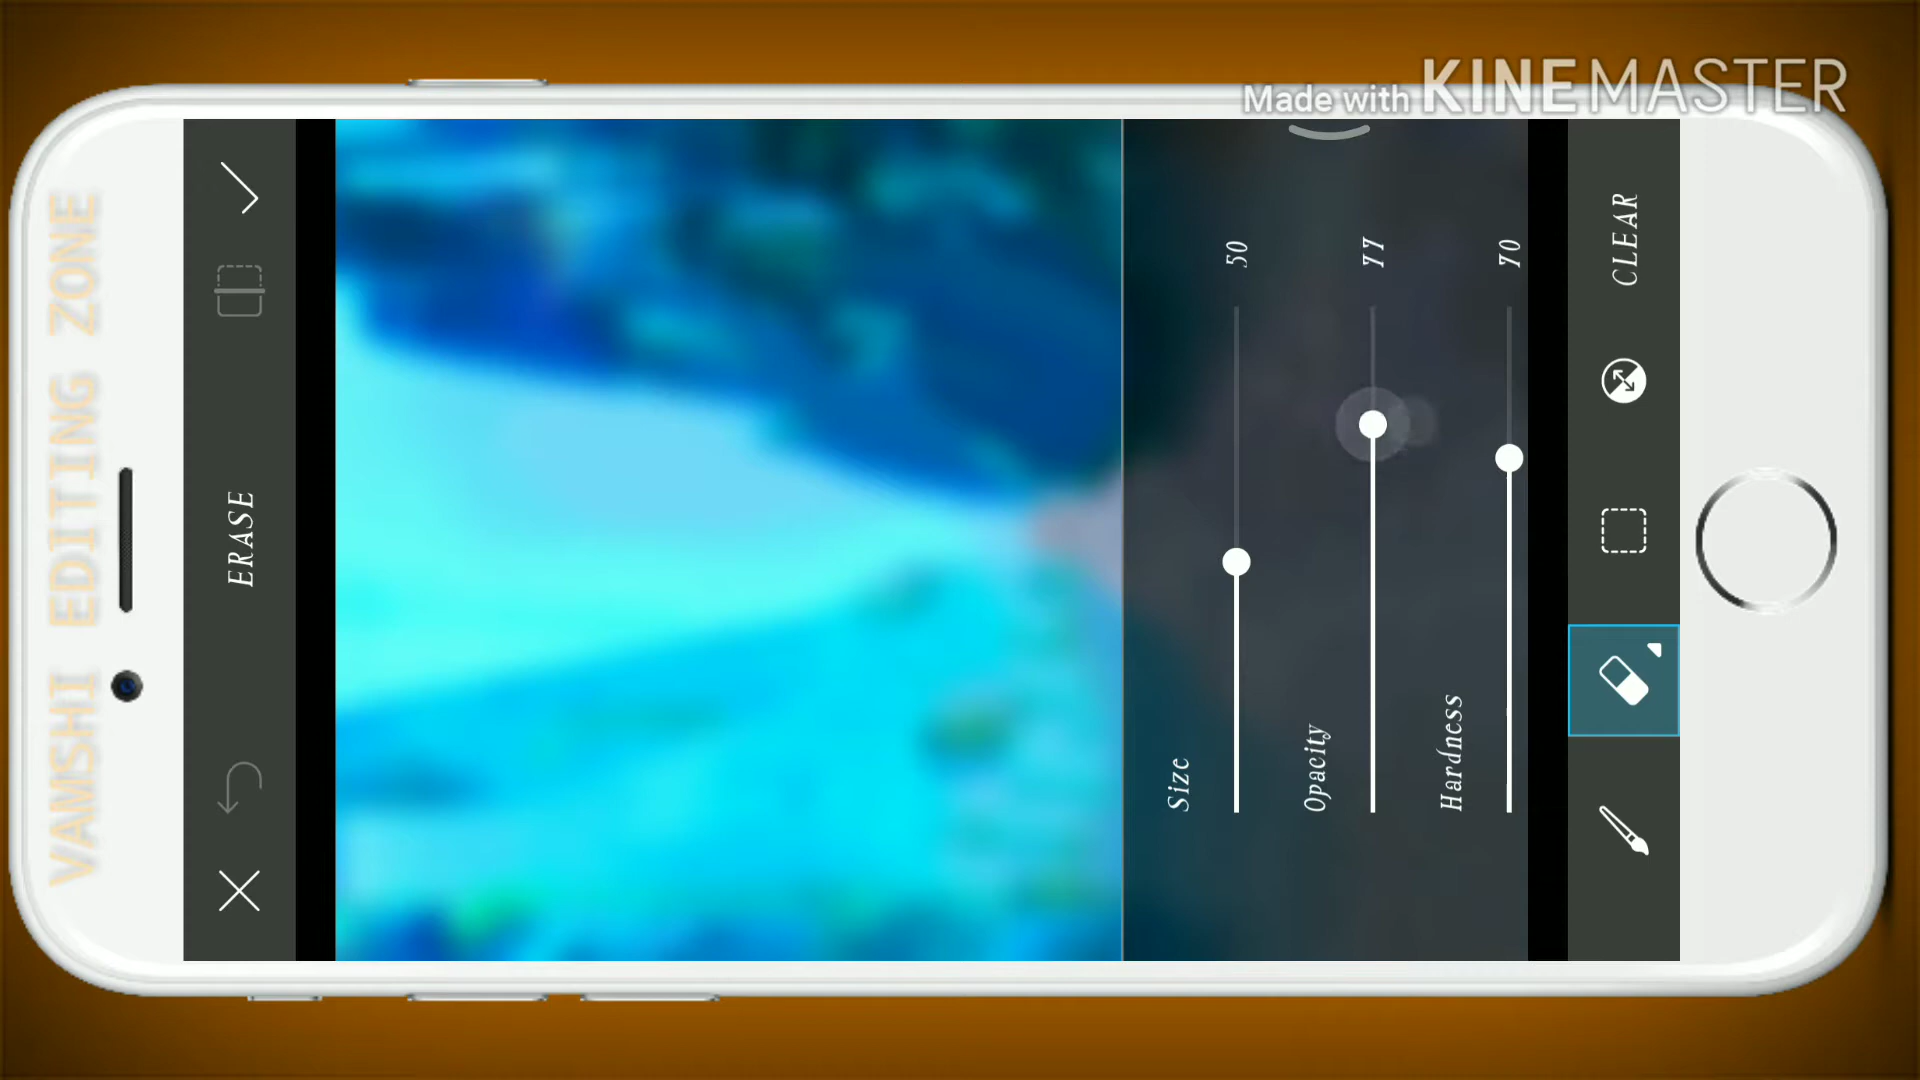 Made with KINEMASTER
VAMSHI EDITING ZONE
ERASE
Size 50
Opacity 77
Hardness 70
CLEAR